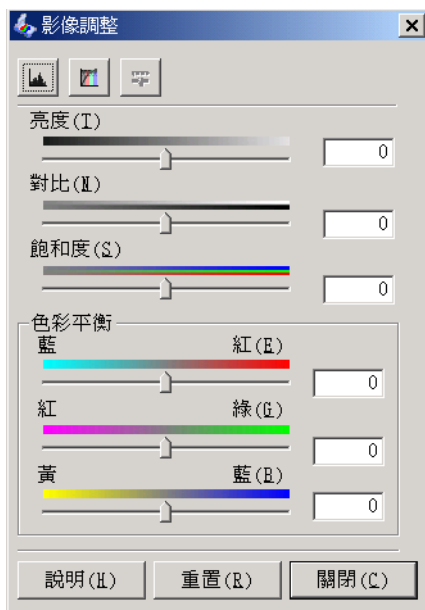 影像調整
亮度(T)
0
對比(N)
0
飽和度(S)
0
色彩平衡
藍 紅(E)
0
紅 綠(G)
0
黃 藍(B)
0
說明(H) 重置(R) 關閉(C)